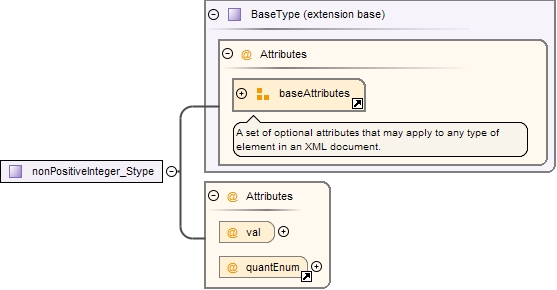 BaseType (extension base)
@ Attributes
baseAttributes
A set of optional attributes that may apply to any type of
element in an XML document.
nonPositiveInteger_Stype
@ Attributes
@ val
@ quantEnum